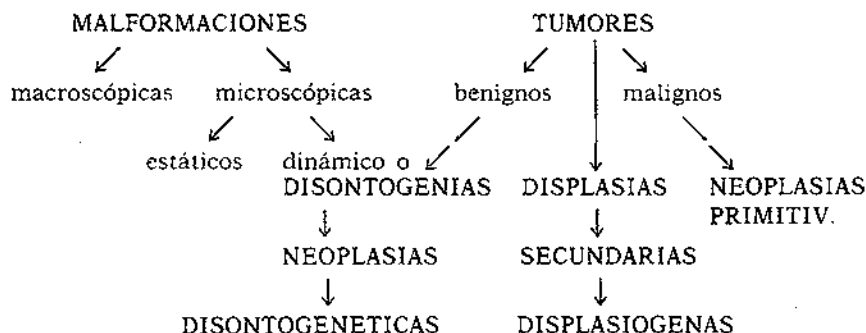 MALFORMACIONES TUMORES
macroscópicas microscópicas benignos malignos
estáticos dinámico o
DISONTOGENIAS DISPLASIAS NEOPLASIAS
PRIMITIV.
NEOPLASIAS SECUNDARIAS
DISONTOGENETICAS DISPLASIOGENAS